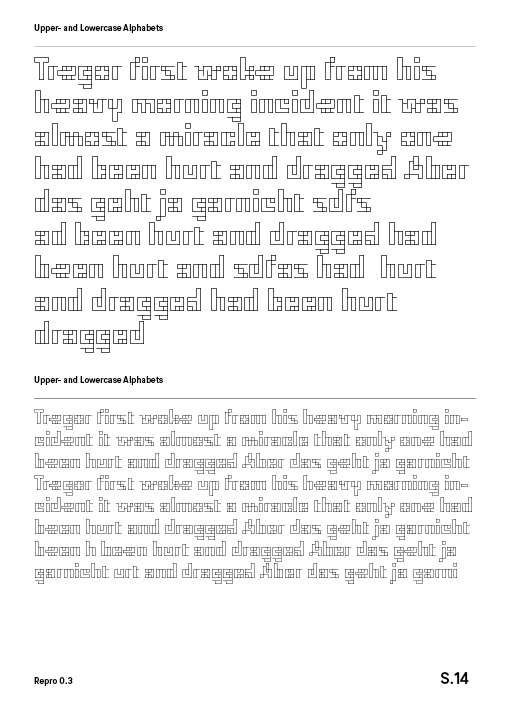 Upper- and Lowercase Alphabets
Treger first woke up from his
heavy morning incident it was
almost a miracle that only one
had been hurt and dragged Aber
das geht ja garnicht sdfs
ad been hurt and dragged had
been hurt and sdfas had hurt
and dragged had been hurt
dragged
Upper- and Lowercase Alphabets
Treger first woke up from his heavy morning in-
cident it was almost a miracle that only one had
been hurt and dragged Aber das geht ja garnicht
Treger first woke up from his heavy morning in-
cident it was almost a miracle that only one had
been hurt and dragged Aber das geht ja garnicht
been h been hurt and dragged Aber das geht ja
garnicht urt and dragged Aber das geht ja garni
Repro 0.3
S.14